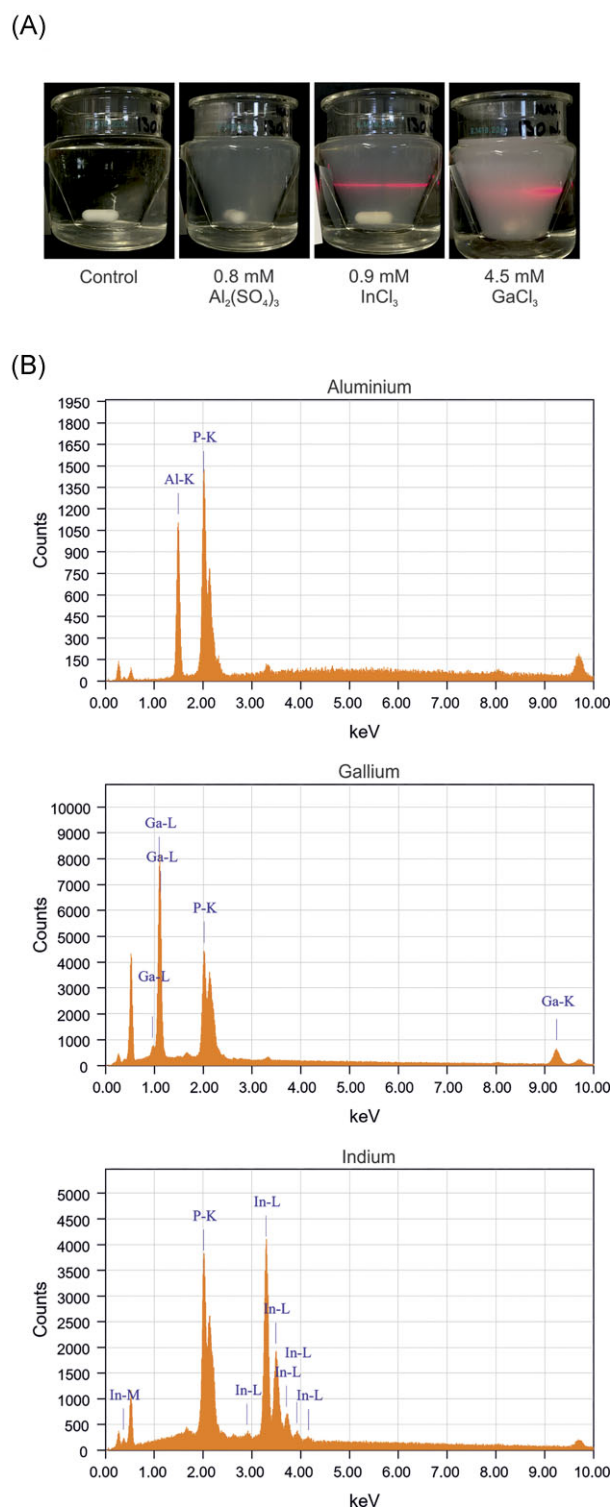 (A)
130
130
130 ml
Control
0.8 mM
Al₂(SO₄)₃
0.9 mM
InCl₃
4.5 mM
GaCl₃
(B)
Aluminium
1950
1800
1650
1500
1350
1200
1050
900
750
600
450
300
150
0
Counts
P-K
Al-K
0.00 1.00 2.00 3.00 4.00 5.00 6.00 7.00 8.00 9.00 10.00
keV
Gallium
10000
9000
8000
7000
6000
5000
4000
3000
2000
1000
0
Counts
Ga-L
Ga-L
P-K
Ga-L
Ga-K
0.00 1.00 2.00 3.00 4.00 5.00 6.00 7.00 8.00 9.00 10.00
keV
Indium
5000
4500
4000
3500
3000
2500
2000
1500
1000
500
0
Counts
P-K
In-L
In-L
In-L
In-L
In-M
In-L
In-L
0.00 1.00 2.00 3.00 4.00 5.00 6.00 7.00 8.00 9.00 10.00
keV